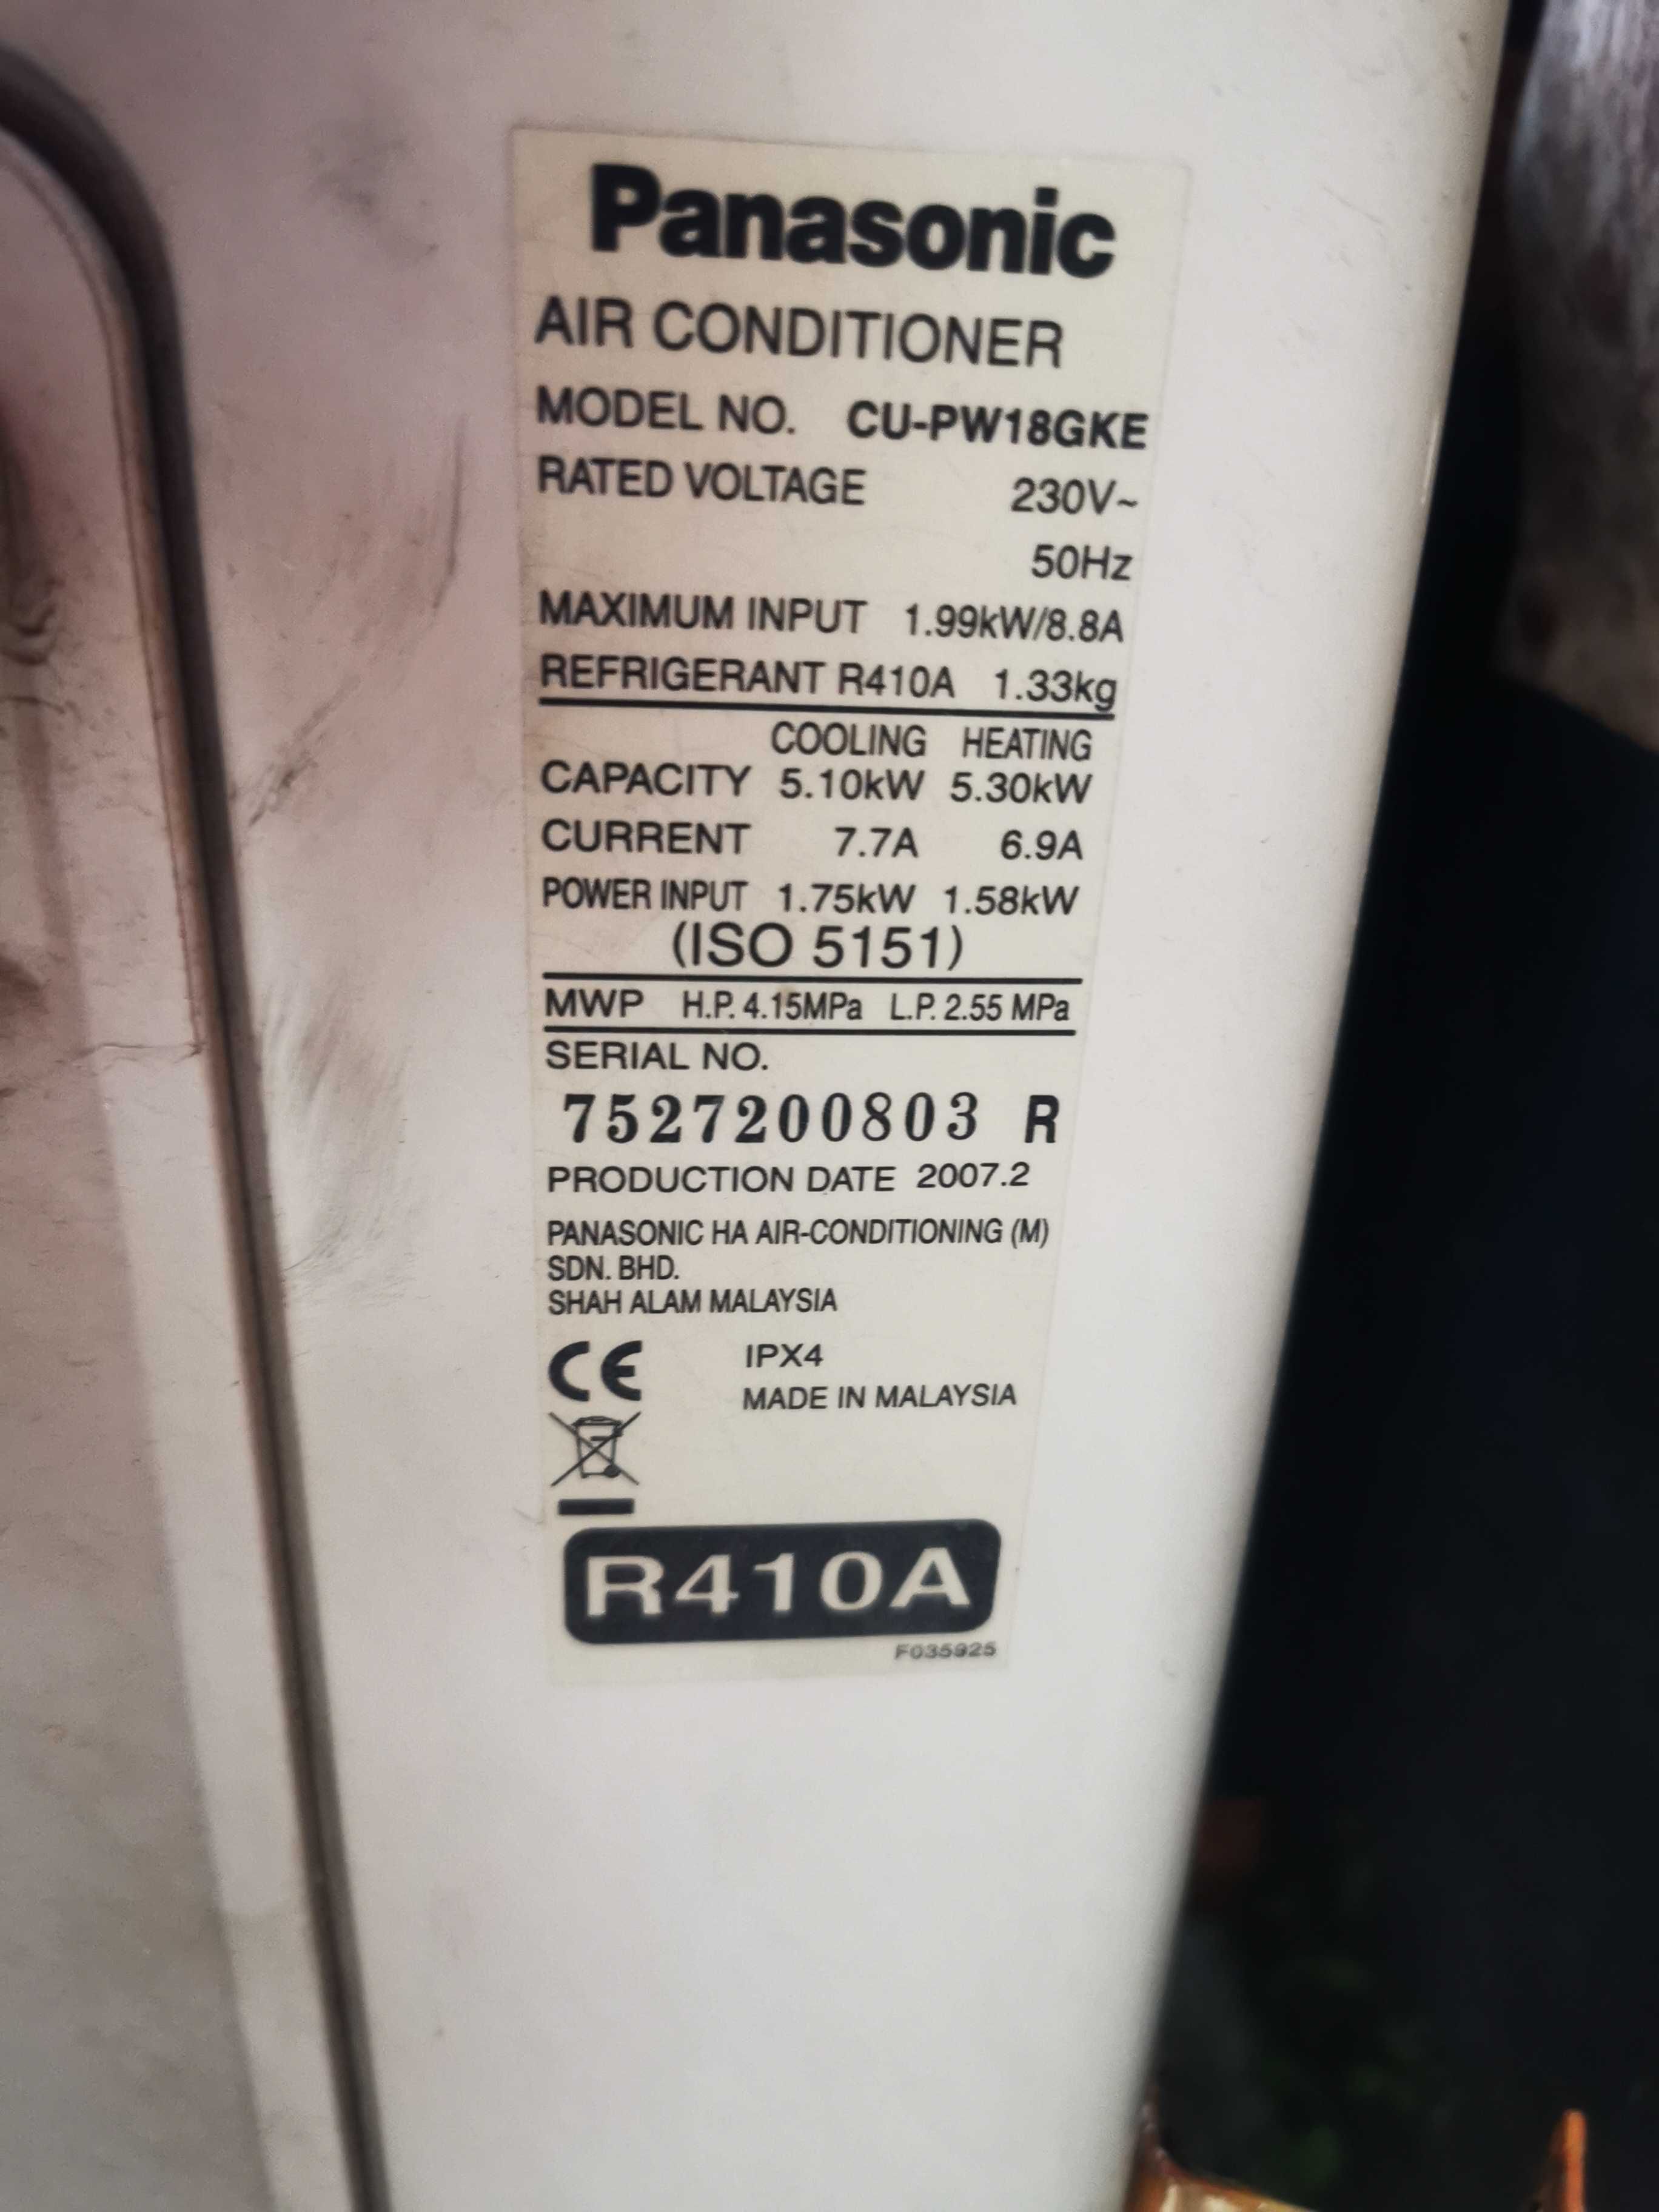 Panasonic
AIR CONDITIONER
MODEL NO. CU-PW18GKE
RATED VOLTAGE 230V~
50Hz
MAXIMUM INPUT 1.99kW/8.8A
REFRIGERANT R410A 1.33kg
COOLING HEATING
CAPACITY 5.10kW 5.30kW
CURRENT 7.7A 6.9A
POWER INPUT 1.75kW 1.58kW
(ISO 5151)
MWP H.P. 4.15MPa L.P. 2.55 MPa
SERIAL NO.
7527200803 R
PRODUCTION DATE 2007.2
PANASONIC HA AIR-CONDITIONING (M)
SDN. BHD.
SHAH ALAM MALAYSIA
CE IPX4
MADE IN MALAYSIA
R410A
F035925